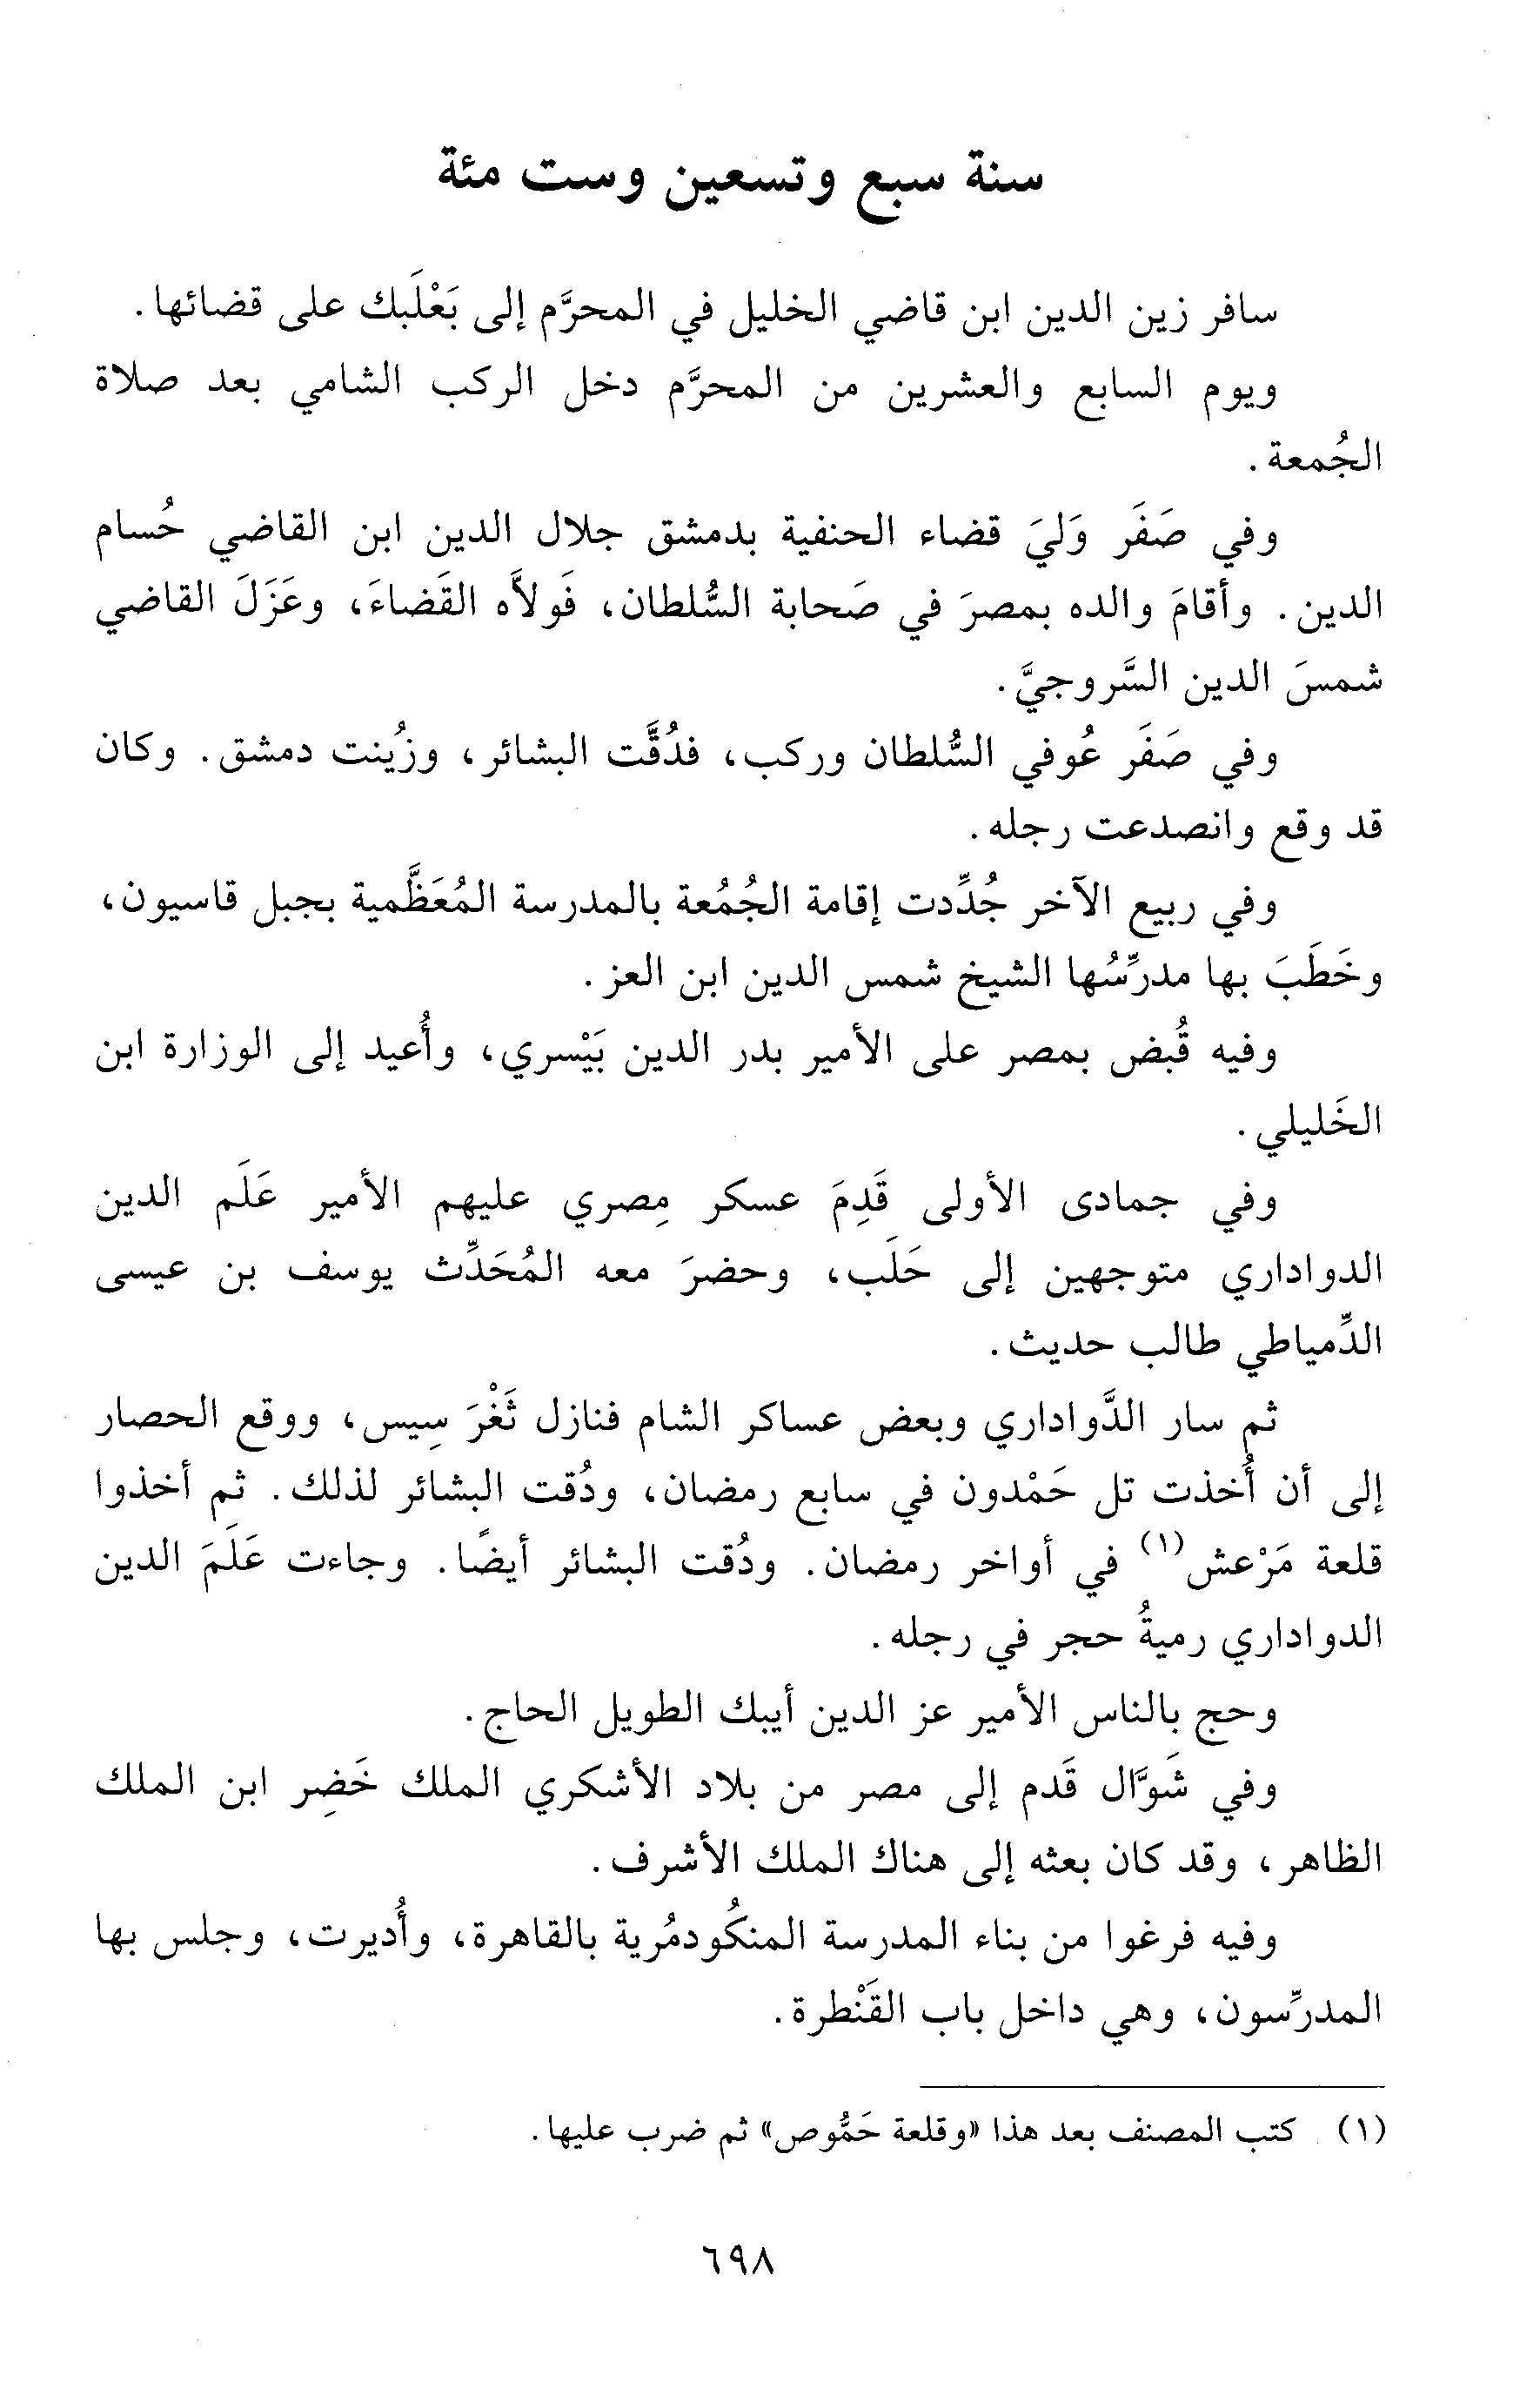 سنة سبع وتسعين وست مئة
سافر زين الدين ابن قاضي الخليل في المحرَّم إلى بَعْلَبك على قضائها.
ويوم السابع والعشرين من المحرَّم دخل الركب الشامي بعد صلاة
الجُمعة.
وفي صَفَر وَليَ قضاء الحنفية بدمشق جلال الدين ابن القاضي حُسام
الدين. وأقامَ والده بمصرَ في صَحابة السُّلطان، فَولاَّه القَضاءَ، وعَزَلَ القاضي
شمسَ الدين السَّروجيَّ.
وفي صَفَر عُوفي السُّلطان وركب، فدُقَّت البشائر، وزُينت دمشق. وكان
قد وقع وانصدعت رجله.
وفي ربيع الآخر جُدِّدت إقامة الجُمُعة بالمدرسة المُعَظَّمية بجبل قاسيون،
وخَطَبَ بها مدرِّسُها الشيخ شمس الدين ابن العز.
وفيه قُبض بمصر على الأمير بدر الدين بَيْسري، وأُعيد إلى الوزارة ابن
الخَليلي.
وفي جمادى الأولى قَدِمَ عسكر مِصري عليهم الأمير عَلَم الدين
الدواداري متوجهين إلى حَلَب، وحضرَ معه المُحَدِّث يوسف بن عيسى
الدِّمياطي طالب حديث.
ثم سار الدَّواداري وبعض عساكر الشام فنازل ثَغْرَ سِيس، ووقع الحصار
إلى أن أُخذت تل حَمْدون في سابع رمضان، ودُقت البشائر لذلك. ثم أخذوا
قلعة مَرْعش(١) في أواخر رمضان. ودُقت البشائر أيضًا. وجاءت عَلَمَ الدين
الدواداري رميةُ حجر في رجله.
وحج بالناس الأمير عز الدين أيبك الطويل الحاج.
وفي شَوَّال قَدم إلى مصر من بلاد الأشكري الملك خَضِر ابن الملك
الظاهر، وقد كان بعثه إلى هناك الملك الأشرف.
وفيه فرغوا من بناء المدرسة المنكُودمُرية بالقاهرة، وأُديرت، وجلس بها
المدرِّسون، وهي داخل باب القَنْطرة.
(١) كتب المصنف بعد هذا «وقلعة حَمُّوص» ثم ضرب عليها.
٦٩٨